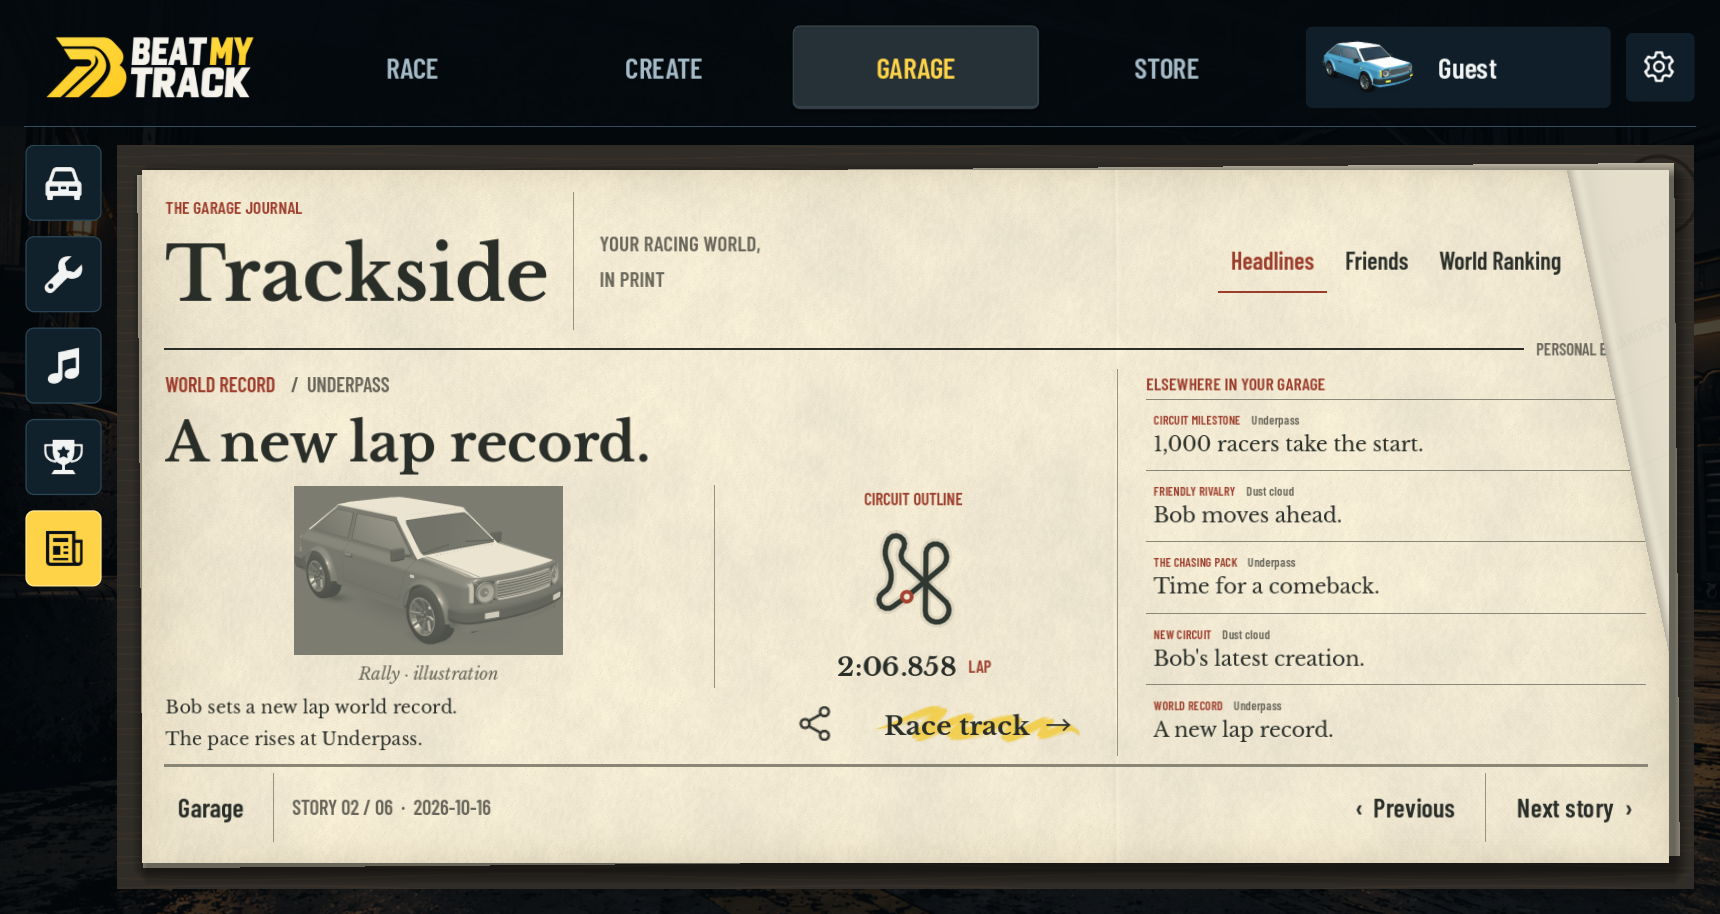 BEATMY
TRACK
RACE
CREATE
GARAGE
STORE
Guest
THE GARAGE JOURNAL
Trackside
YOUR RACING WORLD,
IN PRINT
Headlines
Friends
World Ranking
PERSONAL
WORLD RECORD / UNDERPASS
A new lap record.
Rally · illustration
Bob sets a new lap world record.
The pace rises at Underpass.
CIRCUIT OUTLINE
2:06.858 LAP
Race track →
ELSEWHERE IN YOUR GARAGE
CIRCUIT MILESTONE Underpass
1,000 racers take the start.
FRIENDLY RIVALRY Dust cloud
Bob moves ahead.
THE CHASING PACK Underpass
Time for a comeback.
NEW CIRCUIT Dust cloud
Bob's latest creation.
WORLD RECORD Underpass
A new lap record.
Garage
STORY 02 / 06 · 2026-10-16
‹ Previous
Next story ›